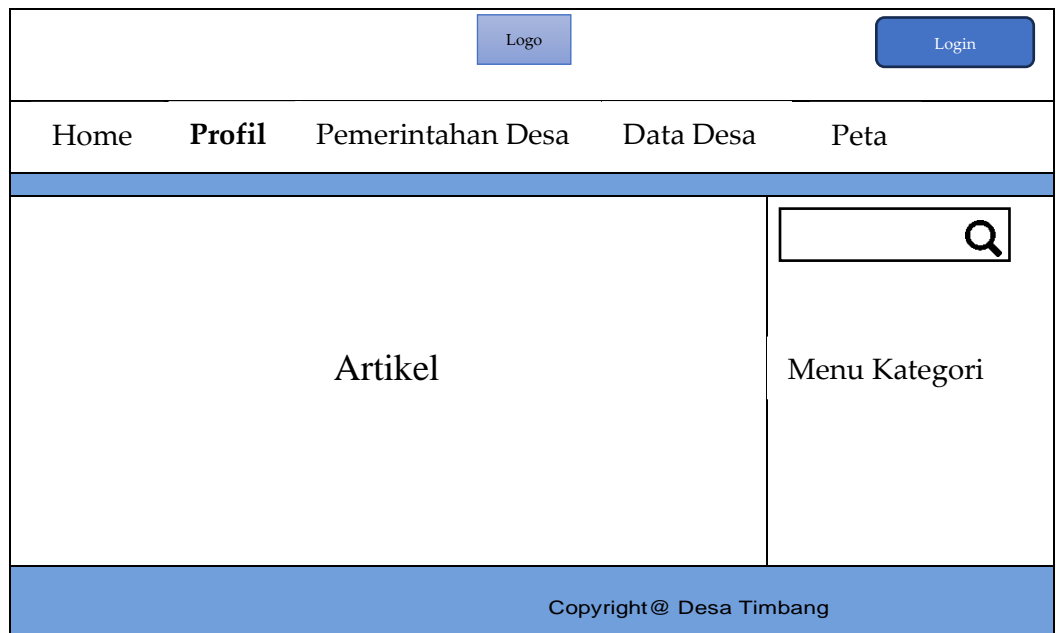 Logo
Login
Home Profil Pemerintahan Desa Data Desa Peta
Artikel
Menu Kategori
Copyright@ Desa Timbang